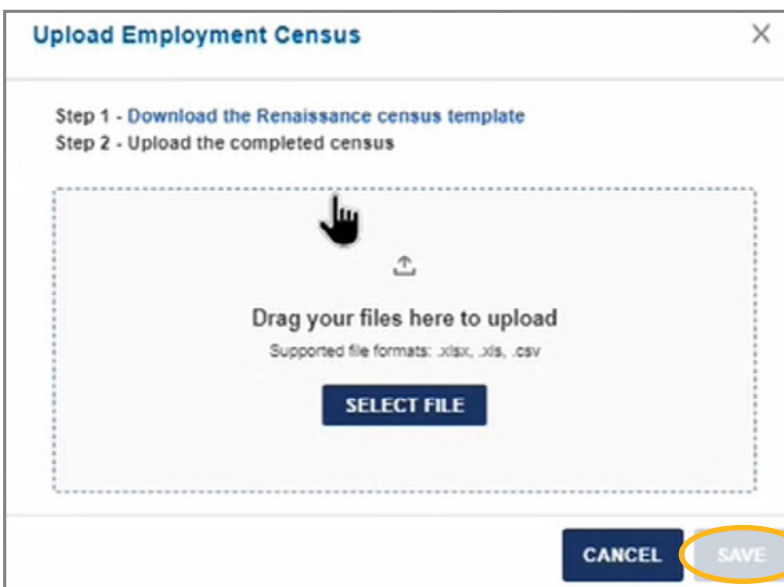 Upload Employment Census
Step 1 - Download the Renaissance census template
Step 2 - Upload the completed census
Drag your files here to upload
Supported file formats: .xlsx, .xls, .csv
SELECT FILE
CANCEL SAVE